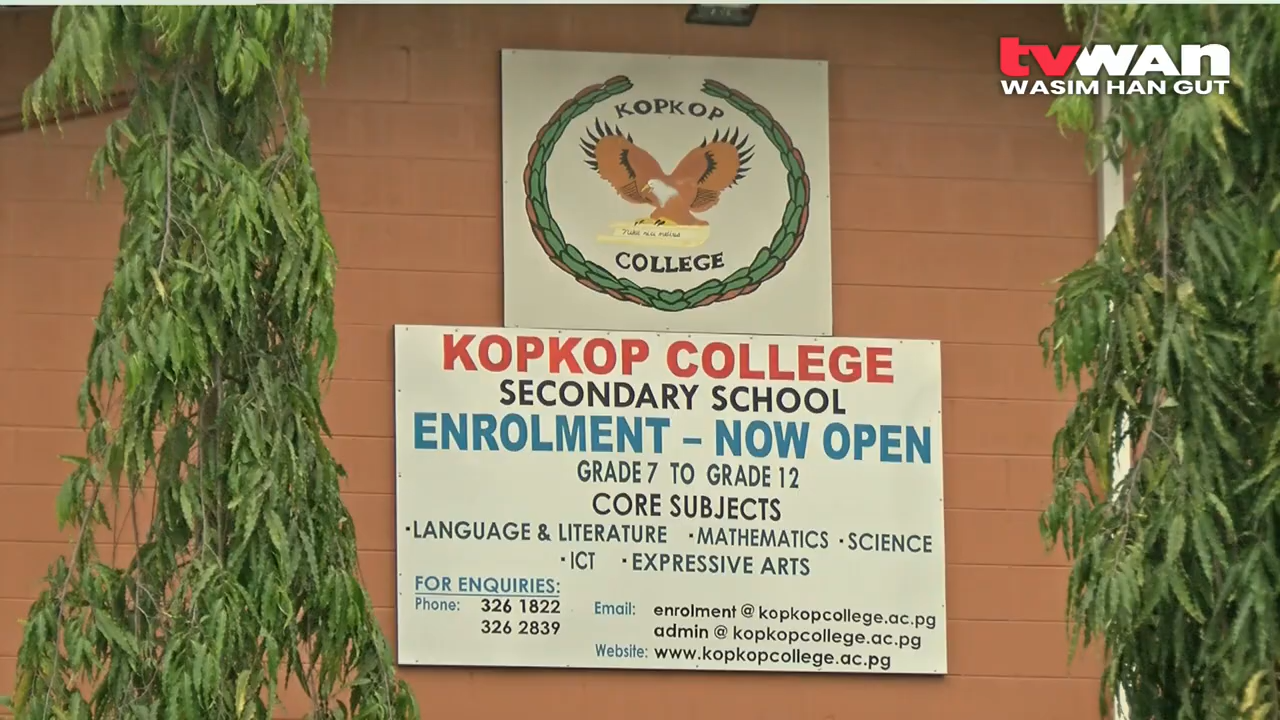 tvwan
WASIM HAN GUT
KOPKOP
COLLEGE
KOPKOP COLLEGE
SECONDARY SCHOOL
ENROLMENT – NOW OPEN
GRADE 7 TO GRADE 12
CORE SUBJECTS
·LANGUAGE & LITERATURE ·MATHEMATICS ·SCIENCE
·ICT ·EXPRESSIVE ARTS
FOR ENQUIRIES:
Phone: 326 1822 Email: enrolment @ kopkopcollege.ac.pg
326 2839 admin @ kopkopcollege.ac.pg
Website: www.kopkopcollege.ac.pg